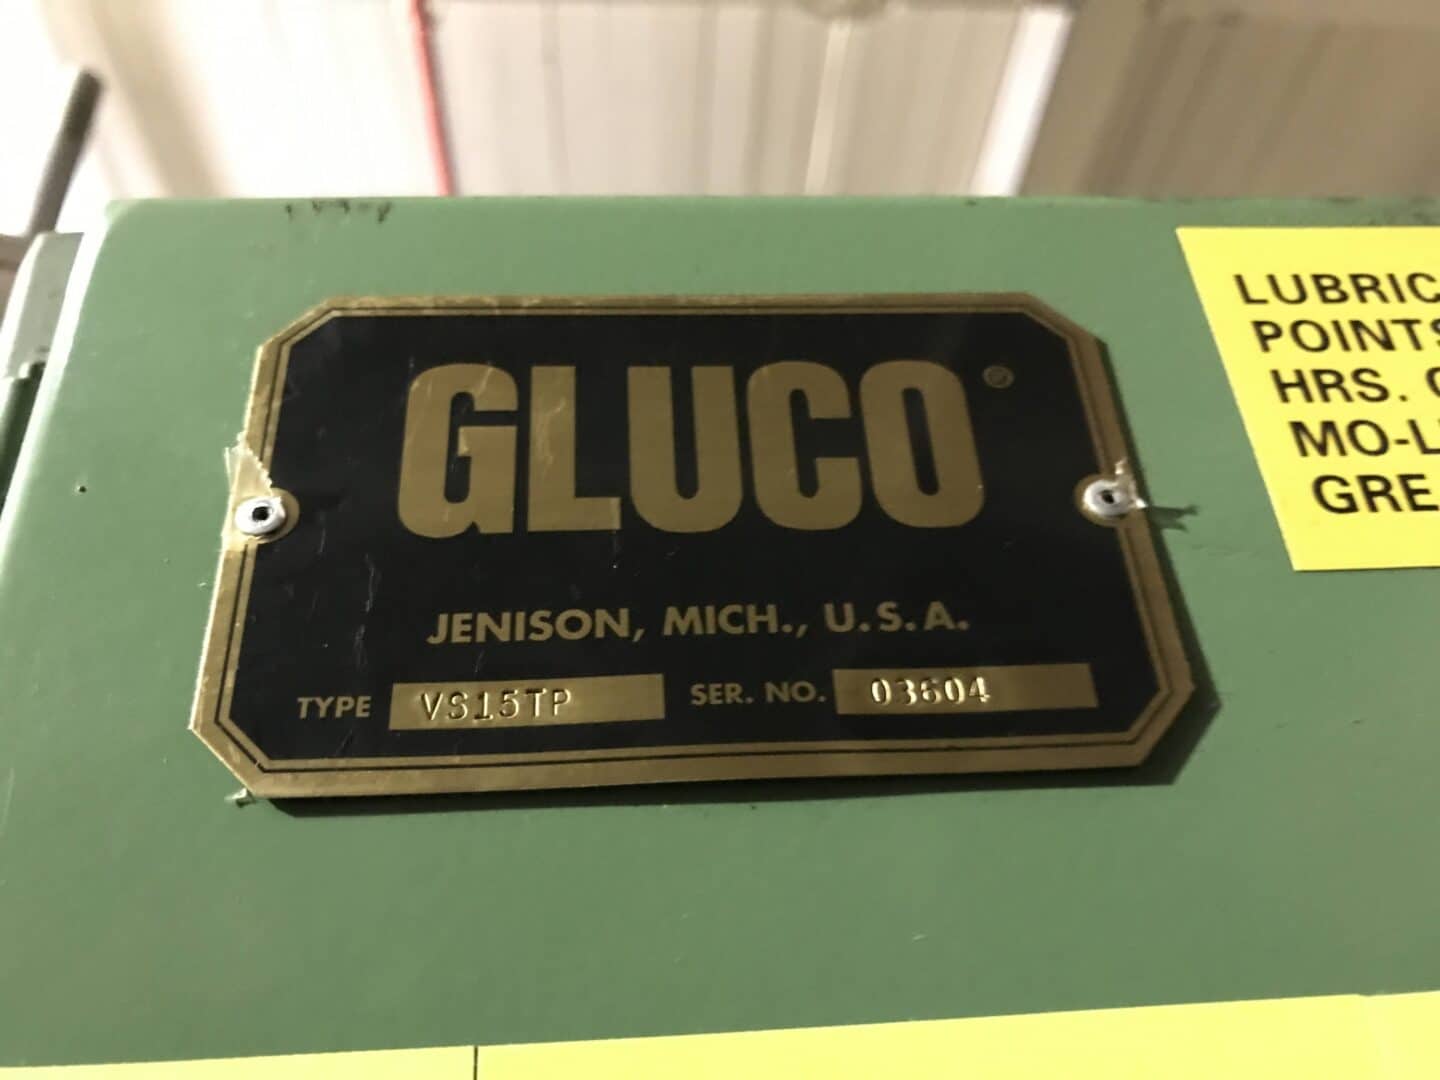 GLUCO®
JENISON, MICH., U.S.A.
TYPE VS15TP SER. NO. 03604
LUBRIC
POINTS
HRS.
MO-L
GRE